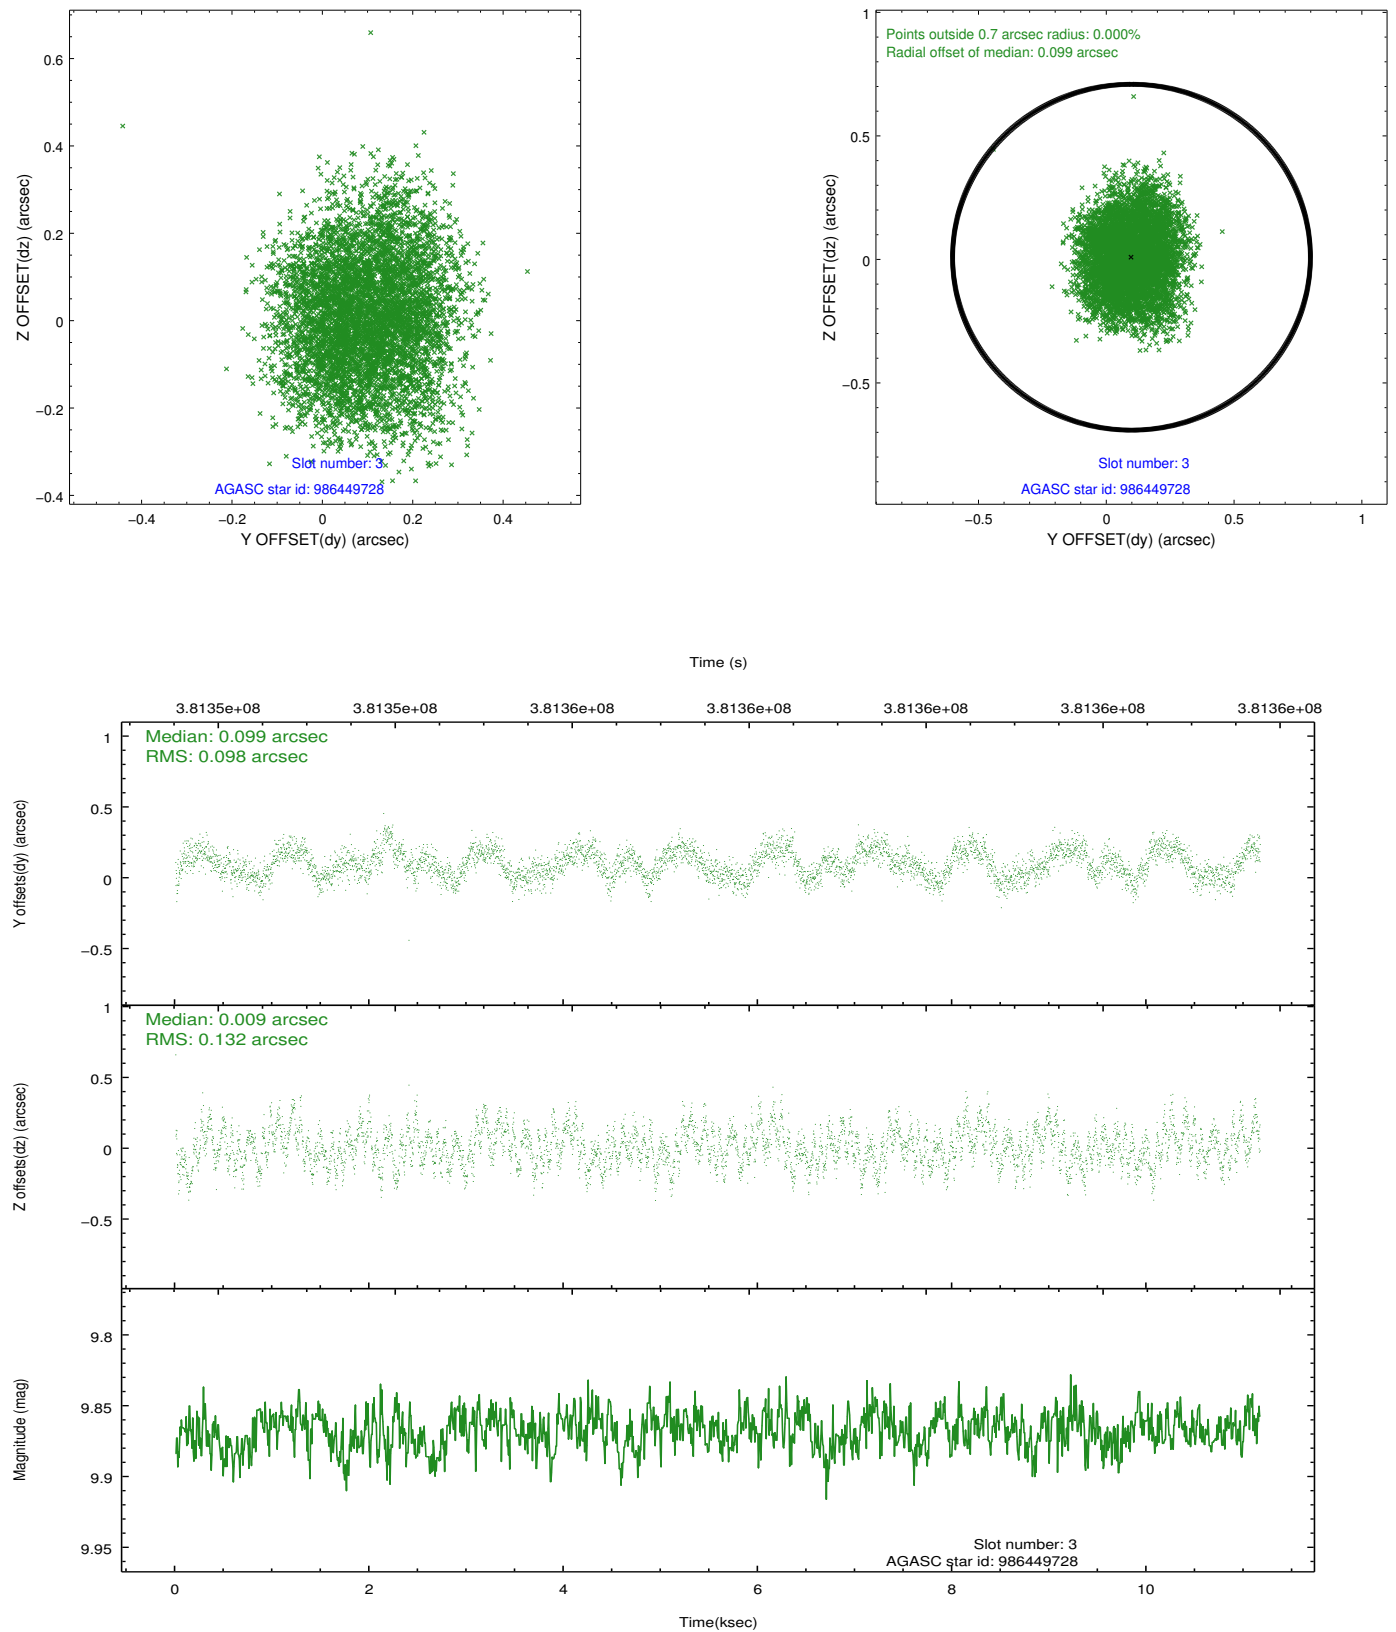 0.6
0.4
0.2
0
−0.2
−0.4
Z OFFSET(dz) (arcsec)
Slot number: 3
AGASC star id: 986449728
−0.4 −0.2 0 0.2 0.4
Y OFFSET(dy) (arcsec)
1
0.5
0
−0.5
Z OFFSET(dz) (arcsec)
Points outside 0.7 arcsec radius: 0.000%
Radial offset of median: 0.099 arcsec
Slot number: 3
AGASC star id: 986449728
−0.5 0 0.5 1
Y OFFSET(dy) (arcsec)
Time (s)
3.8135e+08 3.8135e+08 3.8136e+08 3.8136e+08 3.8136e+08 3.8136e+08 3.8136e+08
Median: 0.099 arcsec
RMS: 0.098 arcsec
1
0.5
0
−0.5
Y offsets(dy) (arcsec)
Median: 0.009 arcsec
RMS: 0.132 arcsec
1
0.5
0
−0.5
Z offsets(dz) (arcsec)
9.8
9.85
9.9
9.95
Magnitude (mag)
Slot number: 3
AGASC star id: 986449728
0 2 4 6 8 10
Time(ksec)